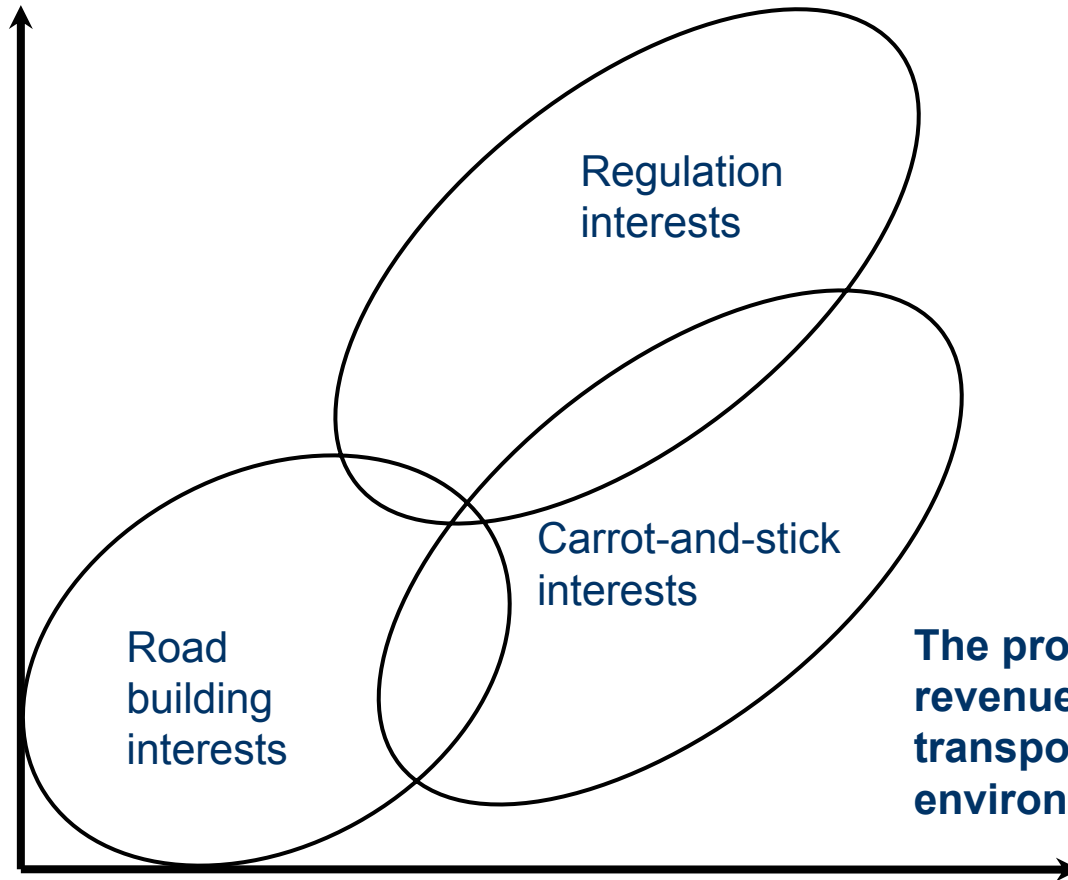 Regulation
interests
Carrot-and-stick
interests
Road
building
interests
The pro
revenue
transpo
environ